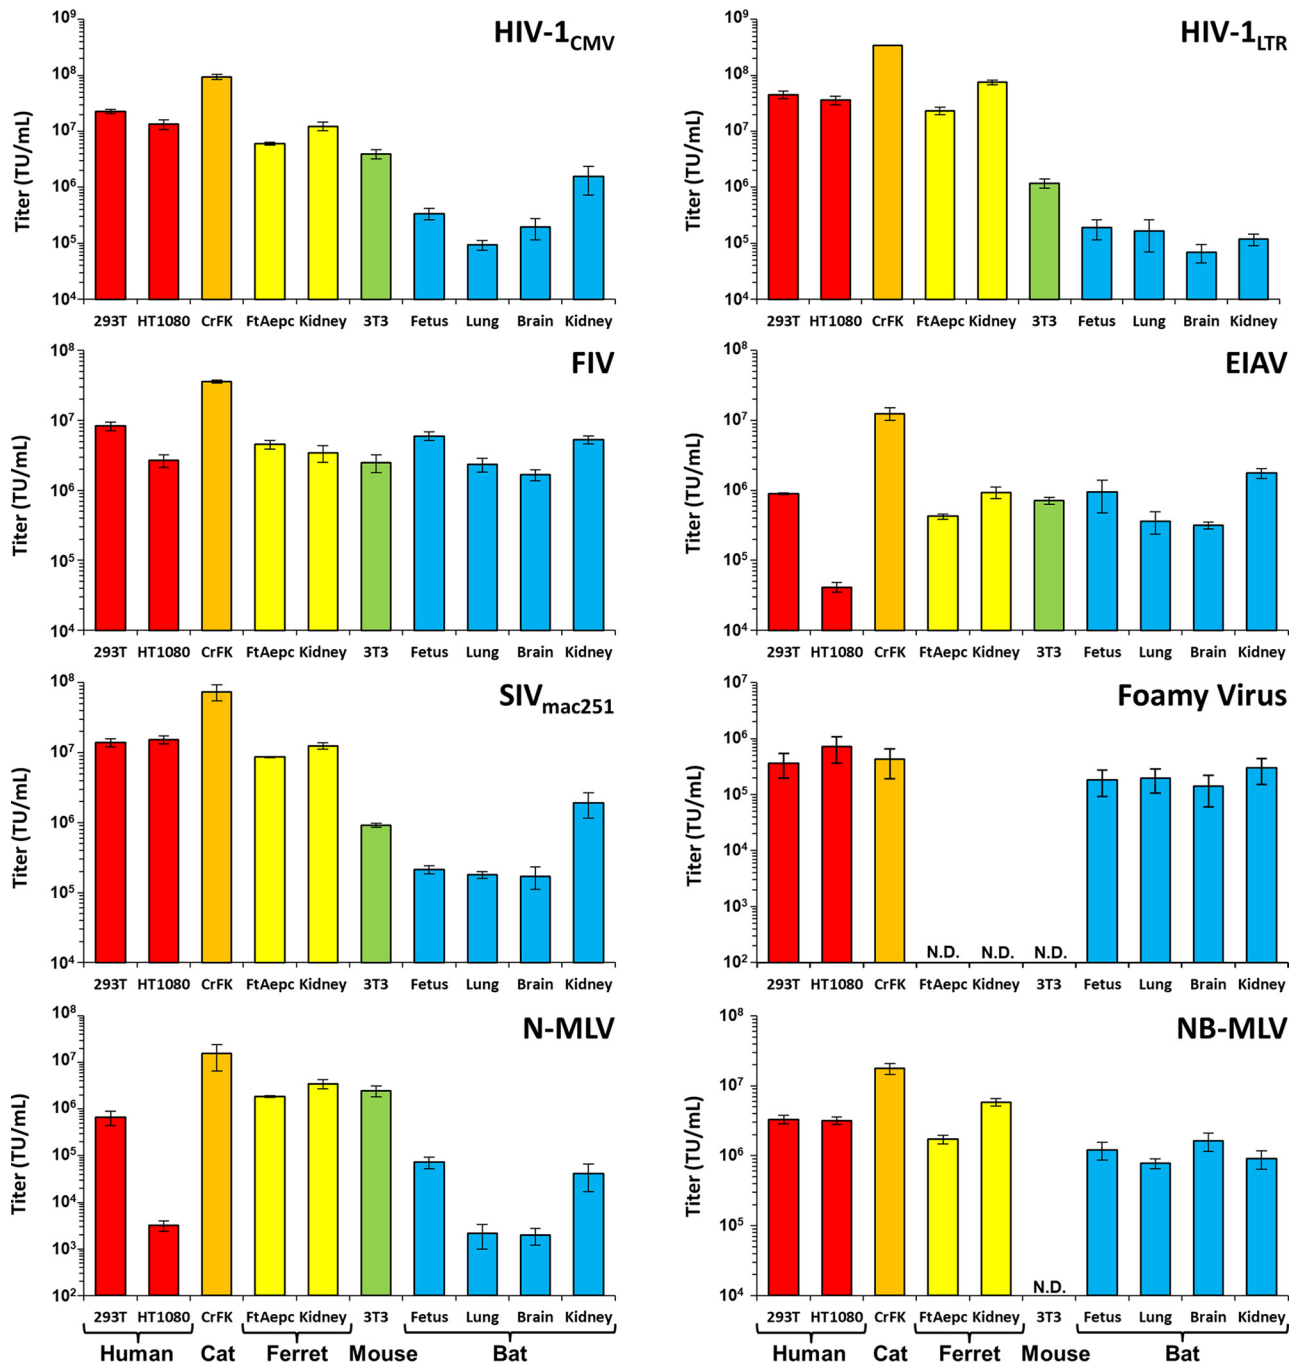 HIV-1CMV
Titer (TU/mL)
10⁹
10⁸
10⁷
10⁶
10⁵
10⁴
293T HT1080 CrFK FtAepc Kidney 3T3 Fetus Lung Brain Kidney
HIV-1LTR
Titer (TU/mL)
10⁹
10⁸
10⁷
10⁶
10⁵
10⁴
293T HT1080 CrFK FtAepc Kidney 3T3 Fetus Lung Brain Kidney
FIV
Titer (TU/mL)
10⁸
10⁷
10⁶
10⁵
10⁴
293T HT1080 CrFK FtAepc Kidney 3T3 Fetus Lung Brain Kidney
EIAV
Titer (TU/mL)
10⁸
10⁷
10⁶
10⁵
10⁴
293T HT1080 CrFK FtAepc Kidney 3T3 Fetus Lung Brain Kidney
SIVmac251
Titer (TU/mL)
10⁸
10⁷
10⁶
10⁵
10⁴
293T HT1080 CrFK FtAepc Kidney 3T3 Fetus Lung Brain Kidney
Foamy Virus
Titer (TU/mL)
10⁷
10⁶
10⁵
10⁴
10³
10²
N.D. N.D. N.D.
293T HT1080 CrFK FtAepc Kidney 3T3 Fetus Lung Brain Kidney
N-MLV
Titer (TU/mL)
10⁸
10⁷
10⁶
10⁵
10⁴
10³
10²
293T HT1080 CrFK FtAepc Kidney 3T3 Fetus Lung Brain Kidney
Human Cat Ferret Mouse Bat
NB-MLV
Titer (TU/mL)
10⁸
10⁷
10⁶
10⁵
10⁴
N.D.
293T HT1080 CrFK FtAepc Kidney 3T3 Fetus Lung Brain Kidney
Human Cat Ferret Mouse Bat